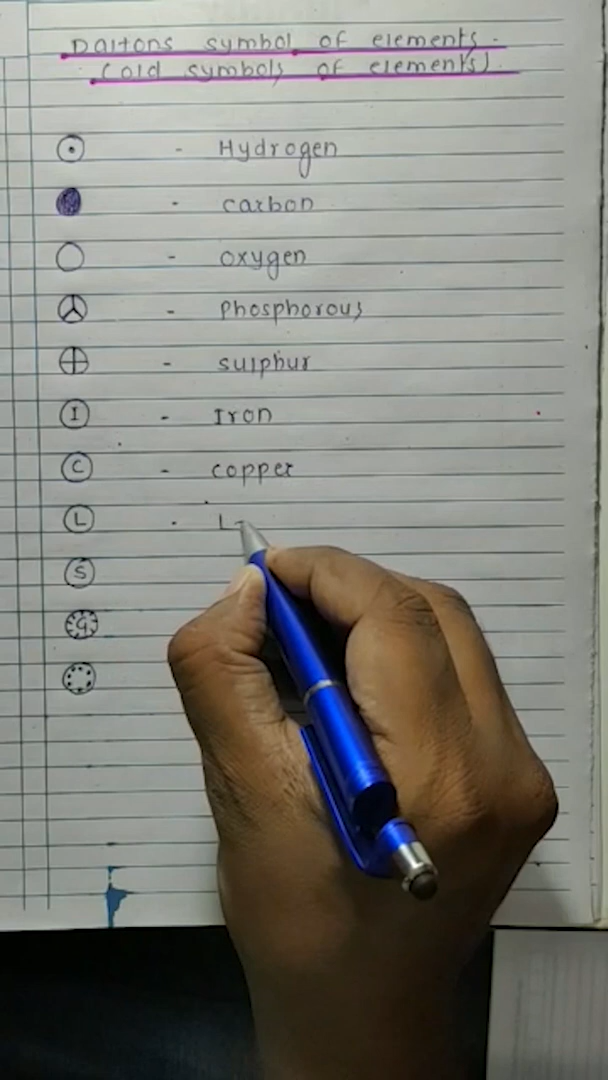 Daltons symbol of elements.
(old symbols of elements)
- Hydrogen
- carbon
- oxygen
- Phosphorous
- sulphur
I - Iron
C - copper
L - L
S
G